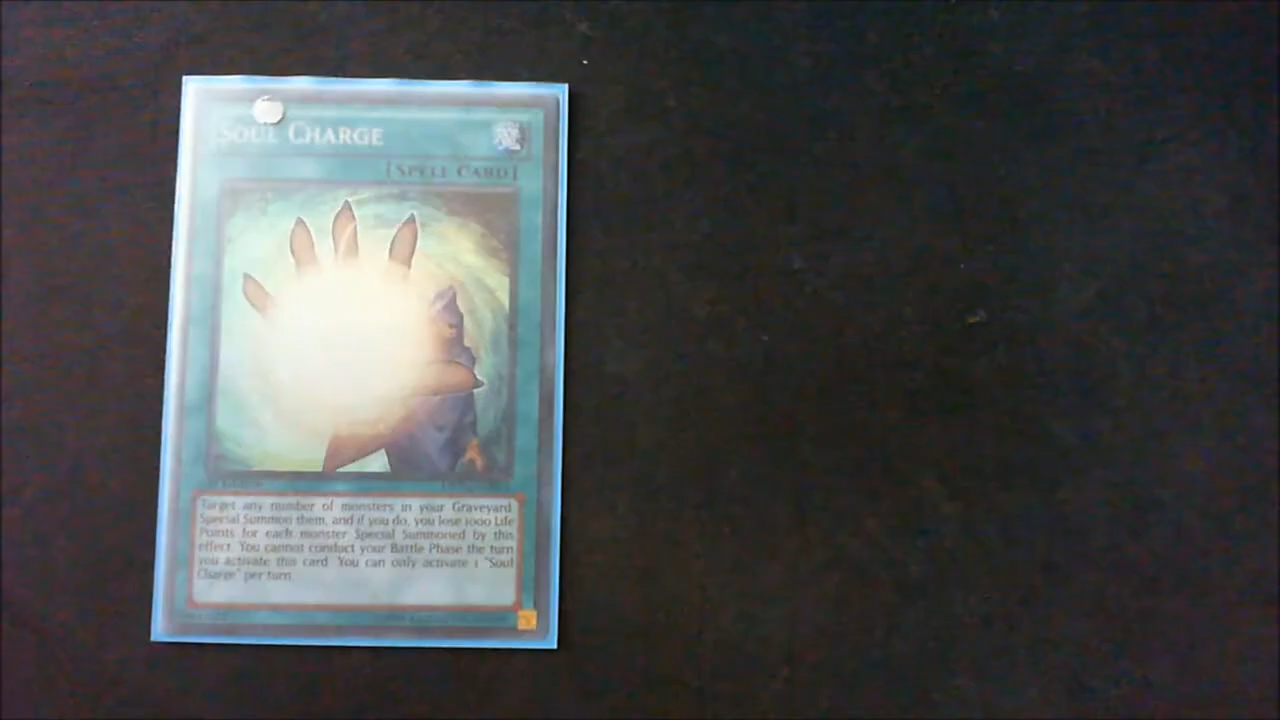 Soul Charge
[Spell Card]
Target any number of monsters in your Graveyard.
Special Summon them, and if you do, you lose 1000 Life
Points for each monster Special Summoned by this
effect. You cannot conduct your Battle Phase the turn
you activate this card. You can only activate 1 "Soul
Charge" per turn.